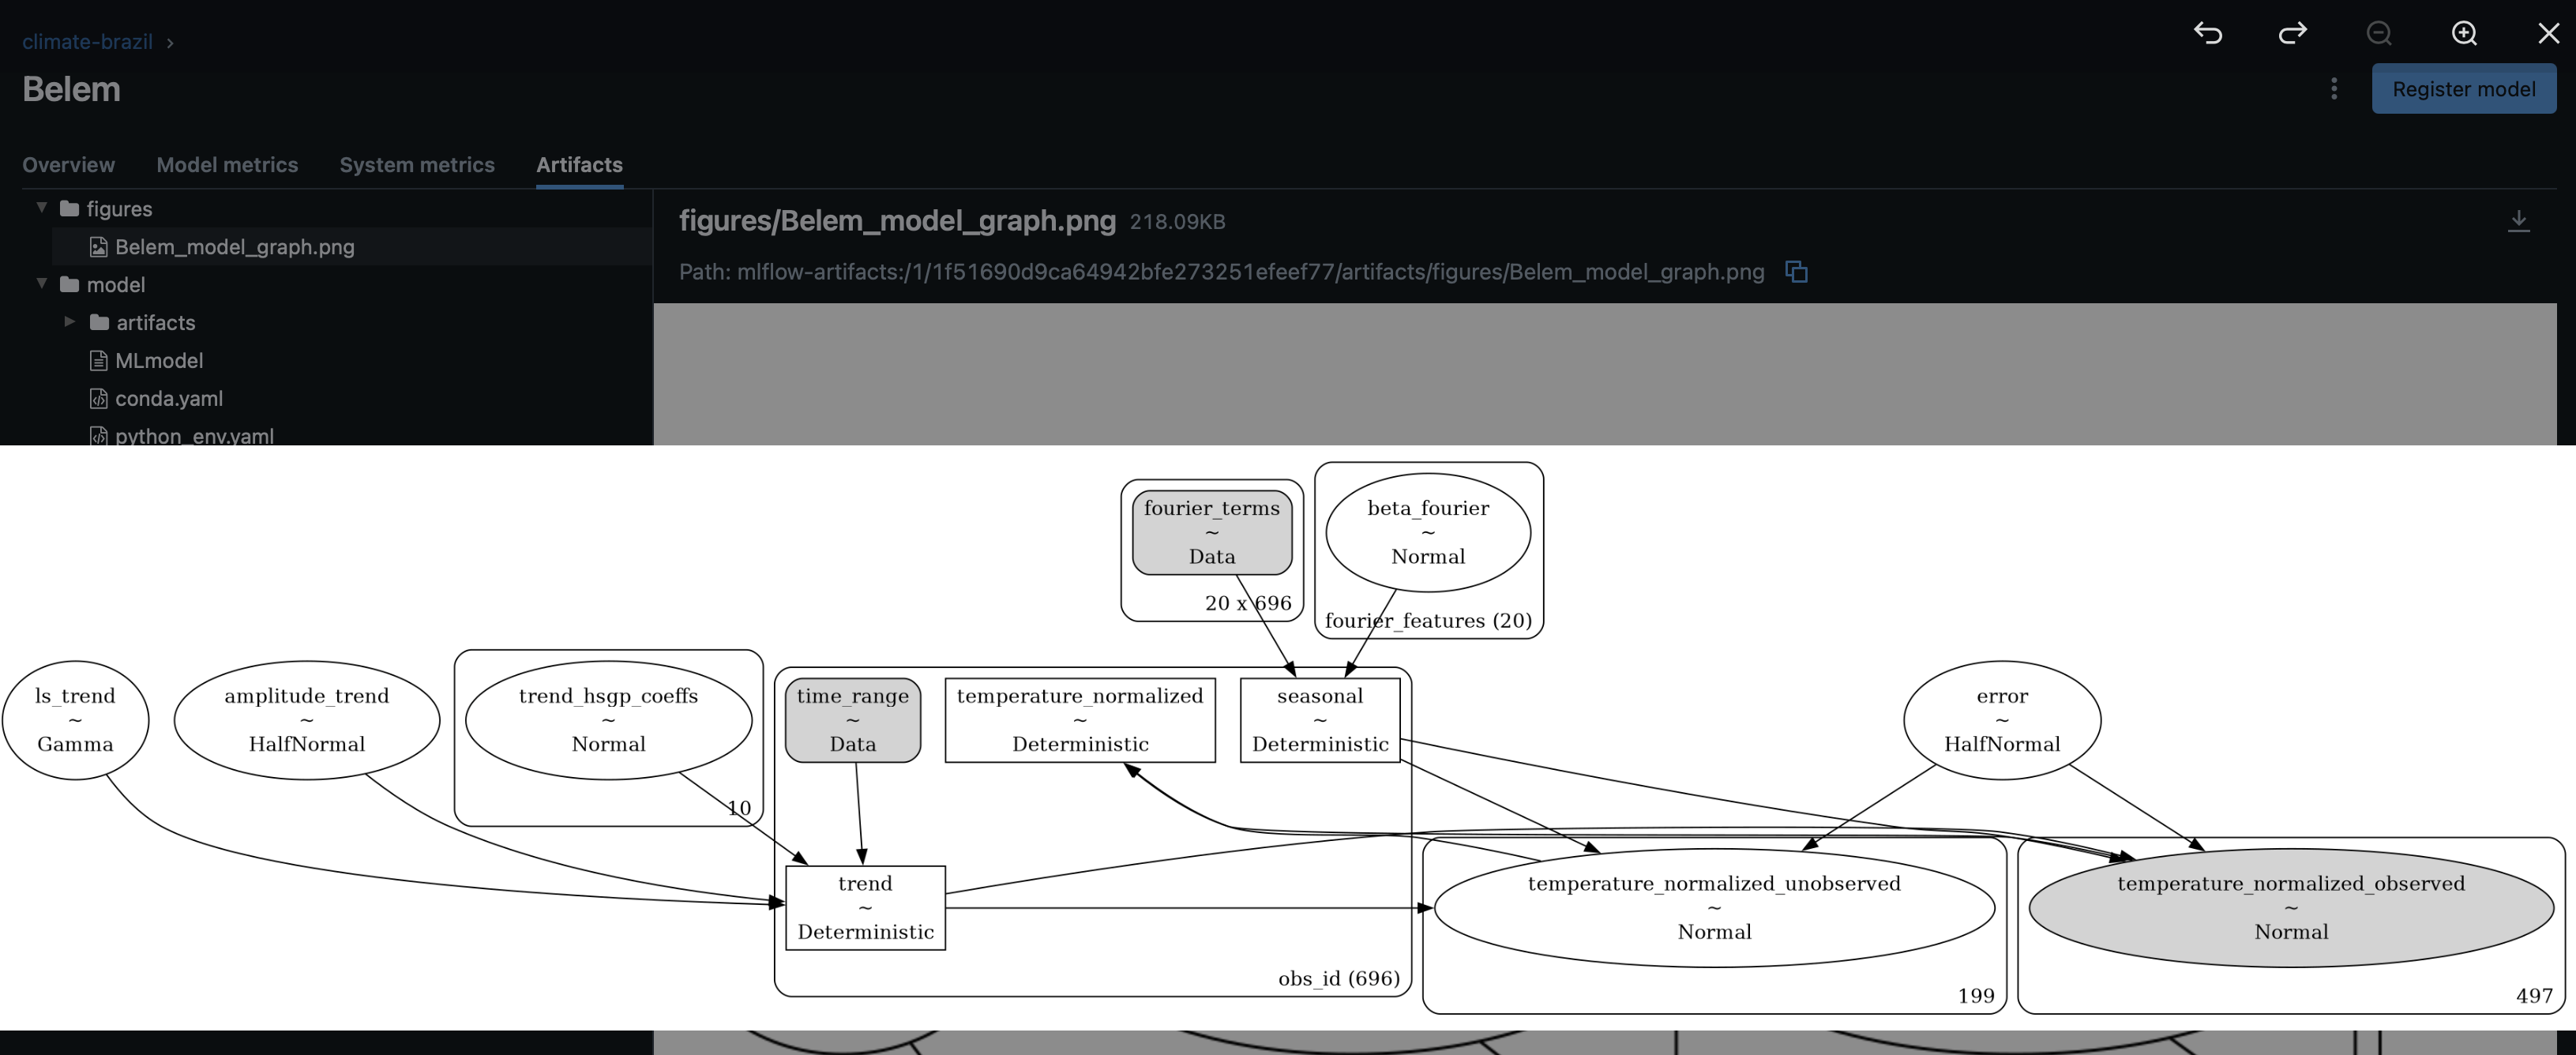 climate-brazil
Belem
Register model
Overview
Model metrics
System metrics
Artifacts
figures
Belem_model_graph.png
model
artifacts
MLmodel
conda.yaml
python_env.yaml
figures/Belem_model_graph.png 218.09KB
Path: mlflow-artifacts:/1/1f51690d9ca64942bfe273251efeef77/artifacts/figures/Belem_model_graph.png
fourier_terms
~
Data
20 x 696
beta_fourier
~
Normal
fourier_features (20)
ls_trend
~
Gamma
amplitude_trend
~
HalfNormal
trend_hsgp_coeffs
~
Normal
10
time_range
~
Data
temperature_normalized
~
Deterministic
seasonal
~
Deterministic
error
~
HalfNormal
trend
~
Deterministic
obs_id (696)
temperature_normalized_unobserved
~
Normal
199
temperature_normalized_observed
~
Normal
497